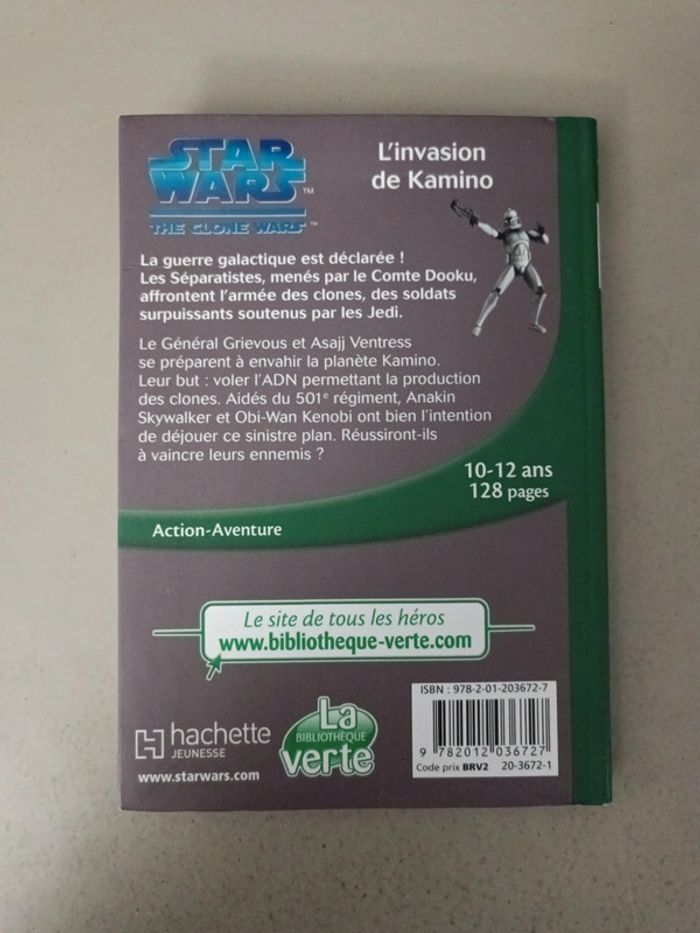 STAR
WARS™
THE CLONE WARS™
L'invasion
de Kamino
La guerre galactique est déclarée !
Les Séparatistes, menés par le Comte Dooku,
affrontent l'armée des clones, des soldats
surpuissants soutenus par les Jedi.
Le Général Grievous et Asajj Ventress
se préparent à envahir la planète Kamino.
Leur but : voler l'ADN permettant la production
des clones. Aidés du 501e régiment, Anakin
Skywalker et Obi-Wan Kenobi ont bien l'intention
de déjouer ce sinistre plan. Réussiront-ils
à vaincre leurs ennemis ?
10-12 ans
128 pages
Action-Aventure
Le site de tous les héros
www.bibliotheque-verte.com
hachette
JEUNESSE
www.starwars.com
La
BIBLIOTHÈQUE
verte
ISBN : 978-2-01-203672-7
9 782012 036727
Code prix BRV2 20-3672-1